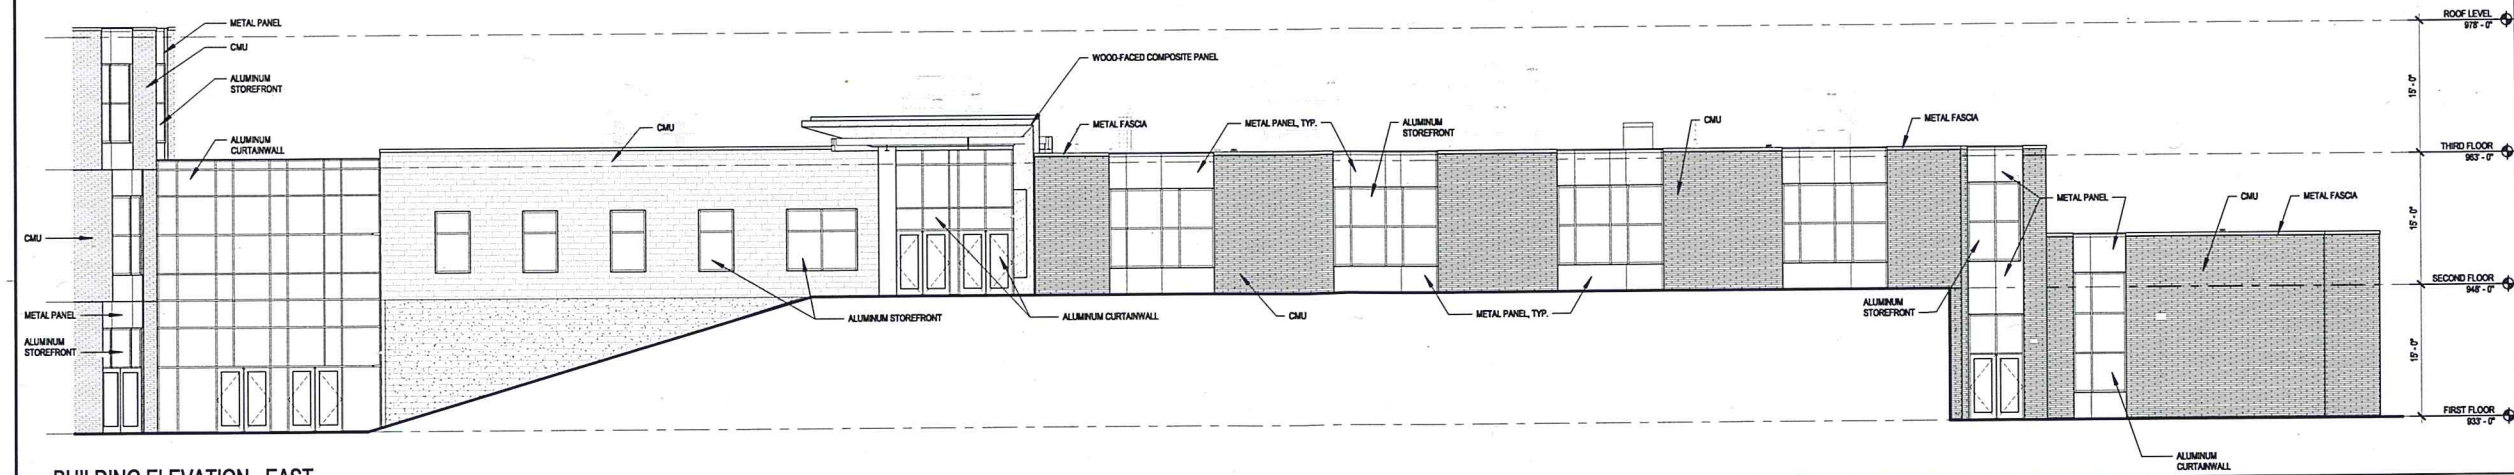 METAL PANEL
CMU
ALUMINUM
STOREFRONT
ALUMINUM
CURTAINWALL
CMU
METAL PANEL
ALUMINUM
STOREFRONT
CMU
WOOD-FACED COMPOSITE PANEL
METAL FASCIA
METAL PANEL, TYP.
ALUMINUM
STOREFRONT
CMU
METAL FASCIA
ALUMINUM STOREFRONT
ALUMINUM CURTAINWALL
CMU
METAL PANEL, TYP.
ALUMINUM
STOREFRONT
METAL PANEL
CMU
METAL FASCIA
ALUMINUM
CURTAINWALL
ROOF LEVEL
978' - 0"
15' - 0"
THIRD FLOOR
963' - 0"
15' - 0"
SECOND FLOOR
948' - 0"
15' - 0"
FIRST FLOOR
933' - 0"
BUILDING ELEVATION - EAST